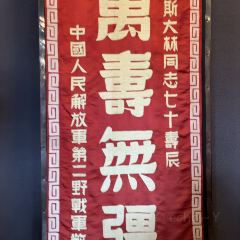 斯大林同志七十壽辰
萬壽無疆
中國人民解放軍第二野戰軍